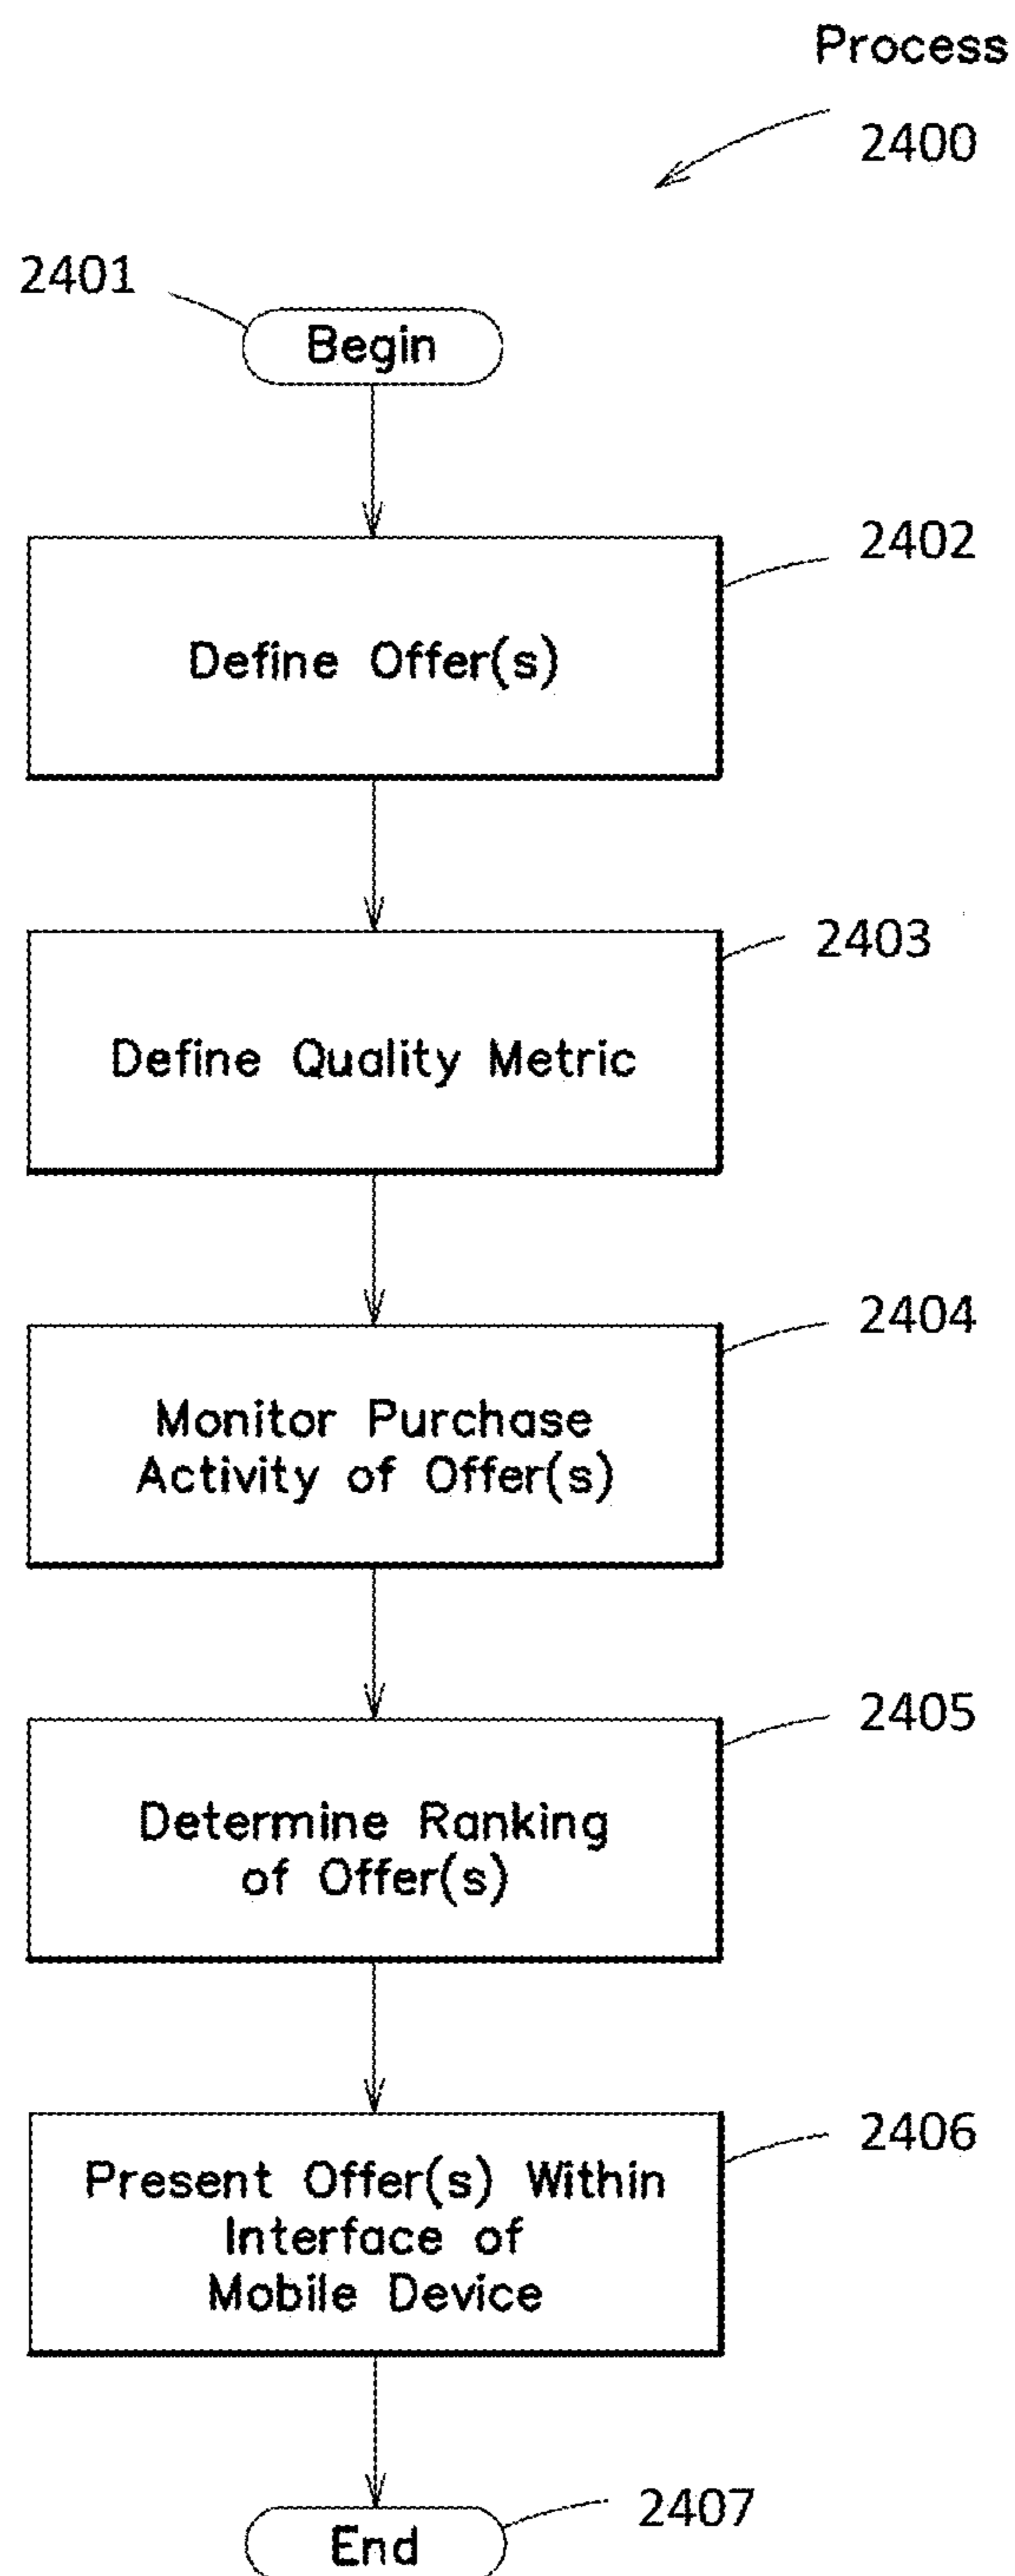 Process
2400
2401
Begin
2402
Define Offer(s)
2403
Define Quality Metric
2404
Monitor Purchase
Activity of Offer(s)
2405
Determine Ranking
of Offer(s)
2406
Present Offer(s) Within
Interface of
Mobile Device
2407
End